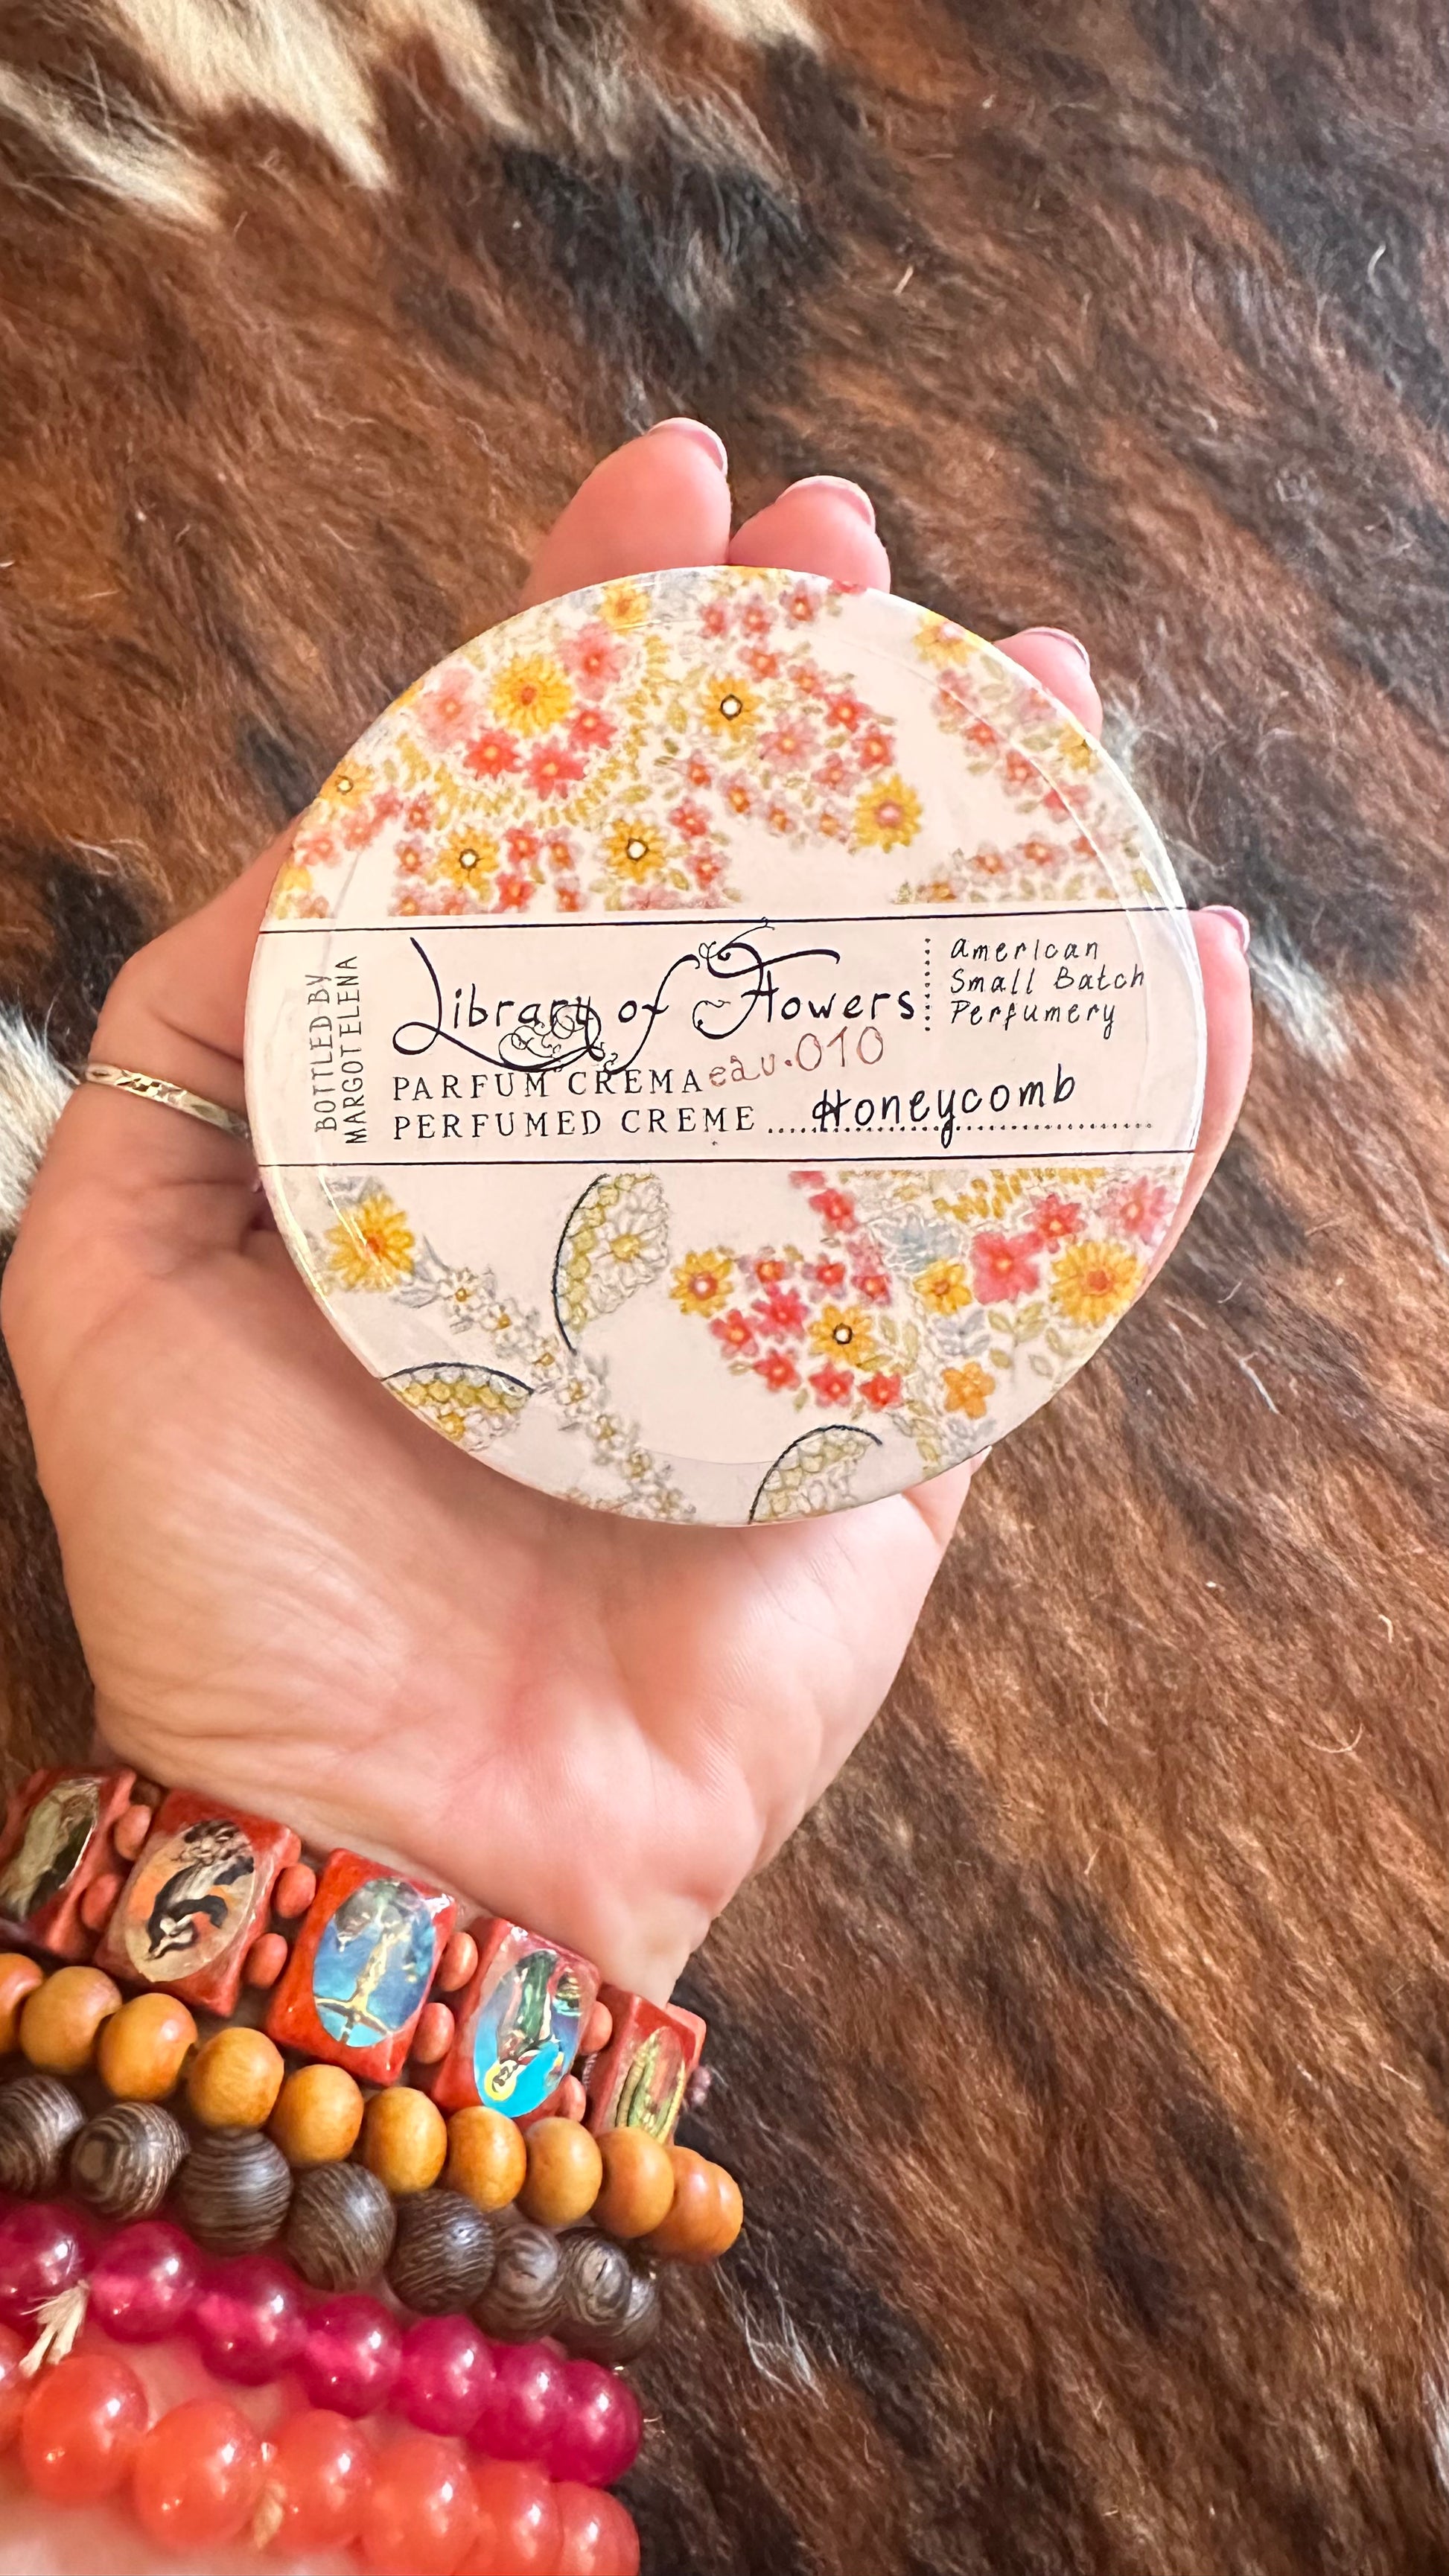 BOTTLED BY
MARGOT ELENA
Library of Flowers
American
Small Batch
Perfumery
eau.010
PARFUM CREMA
PERFUMED CREME
Honeycomb